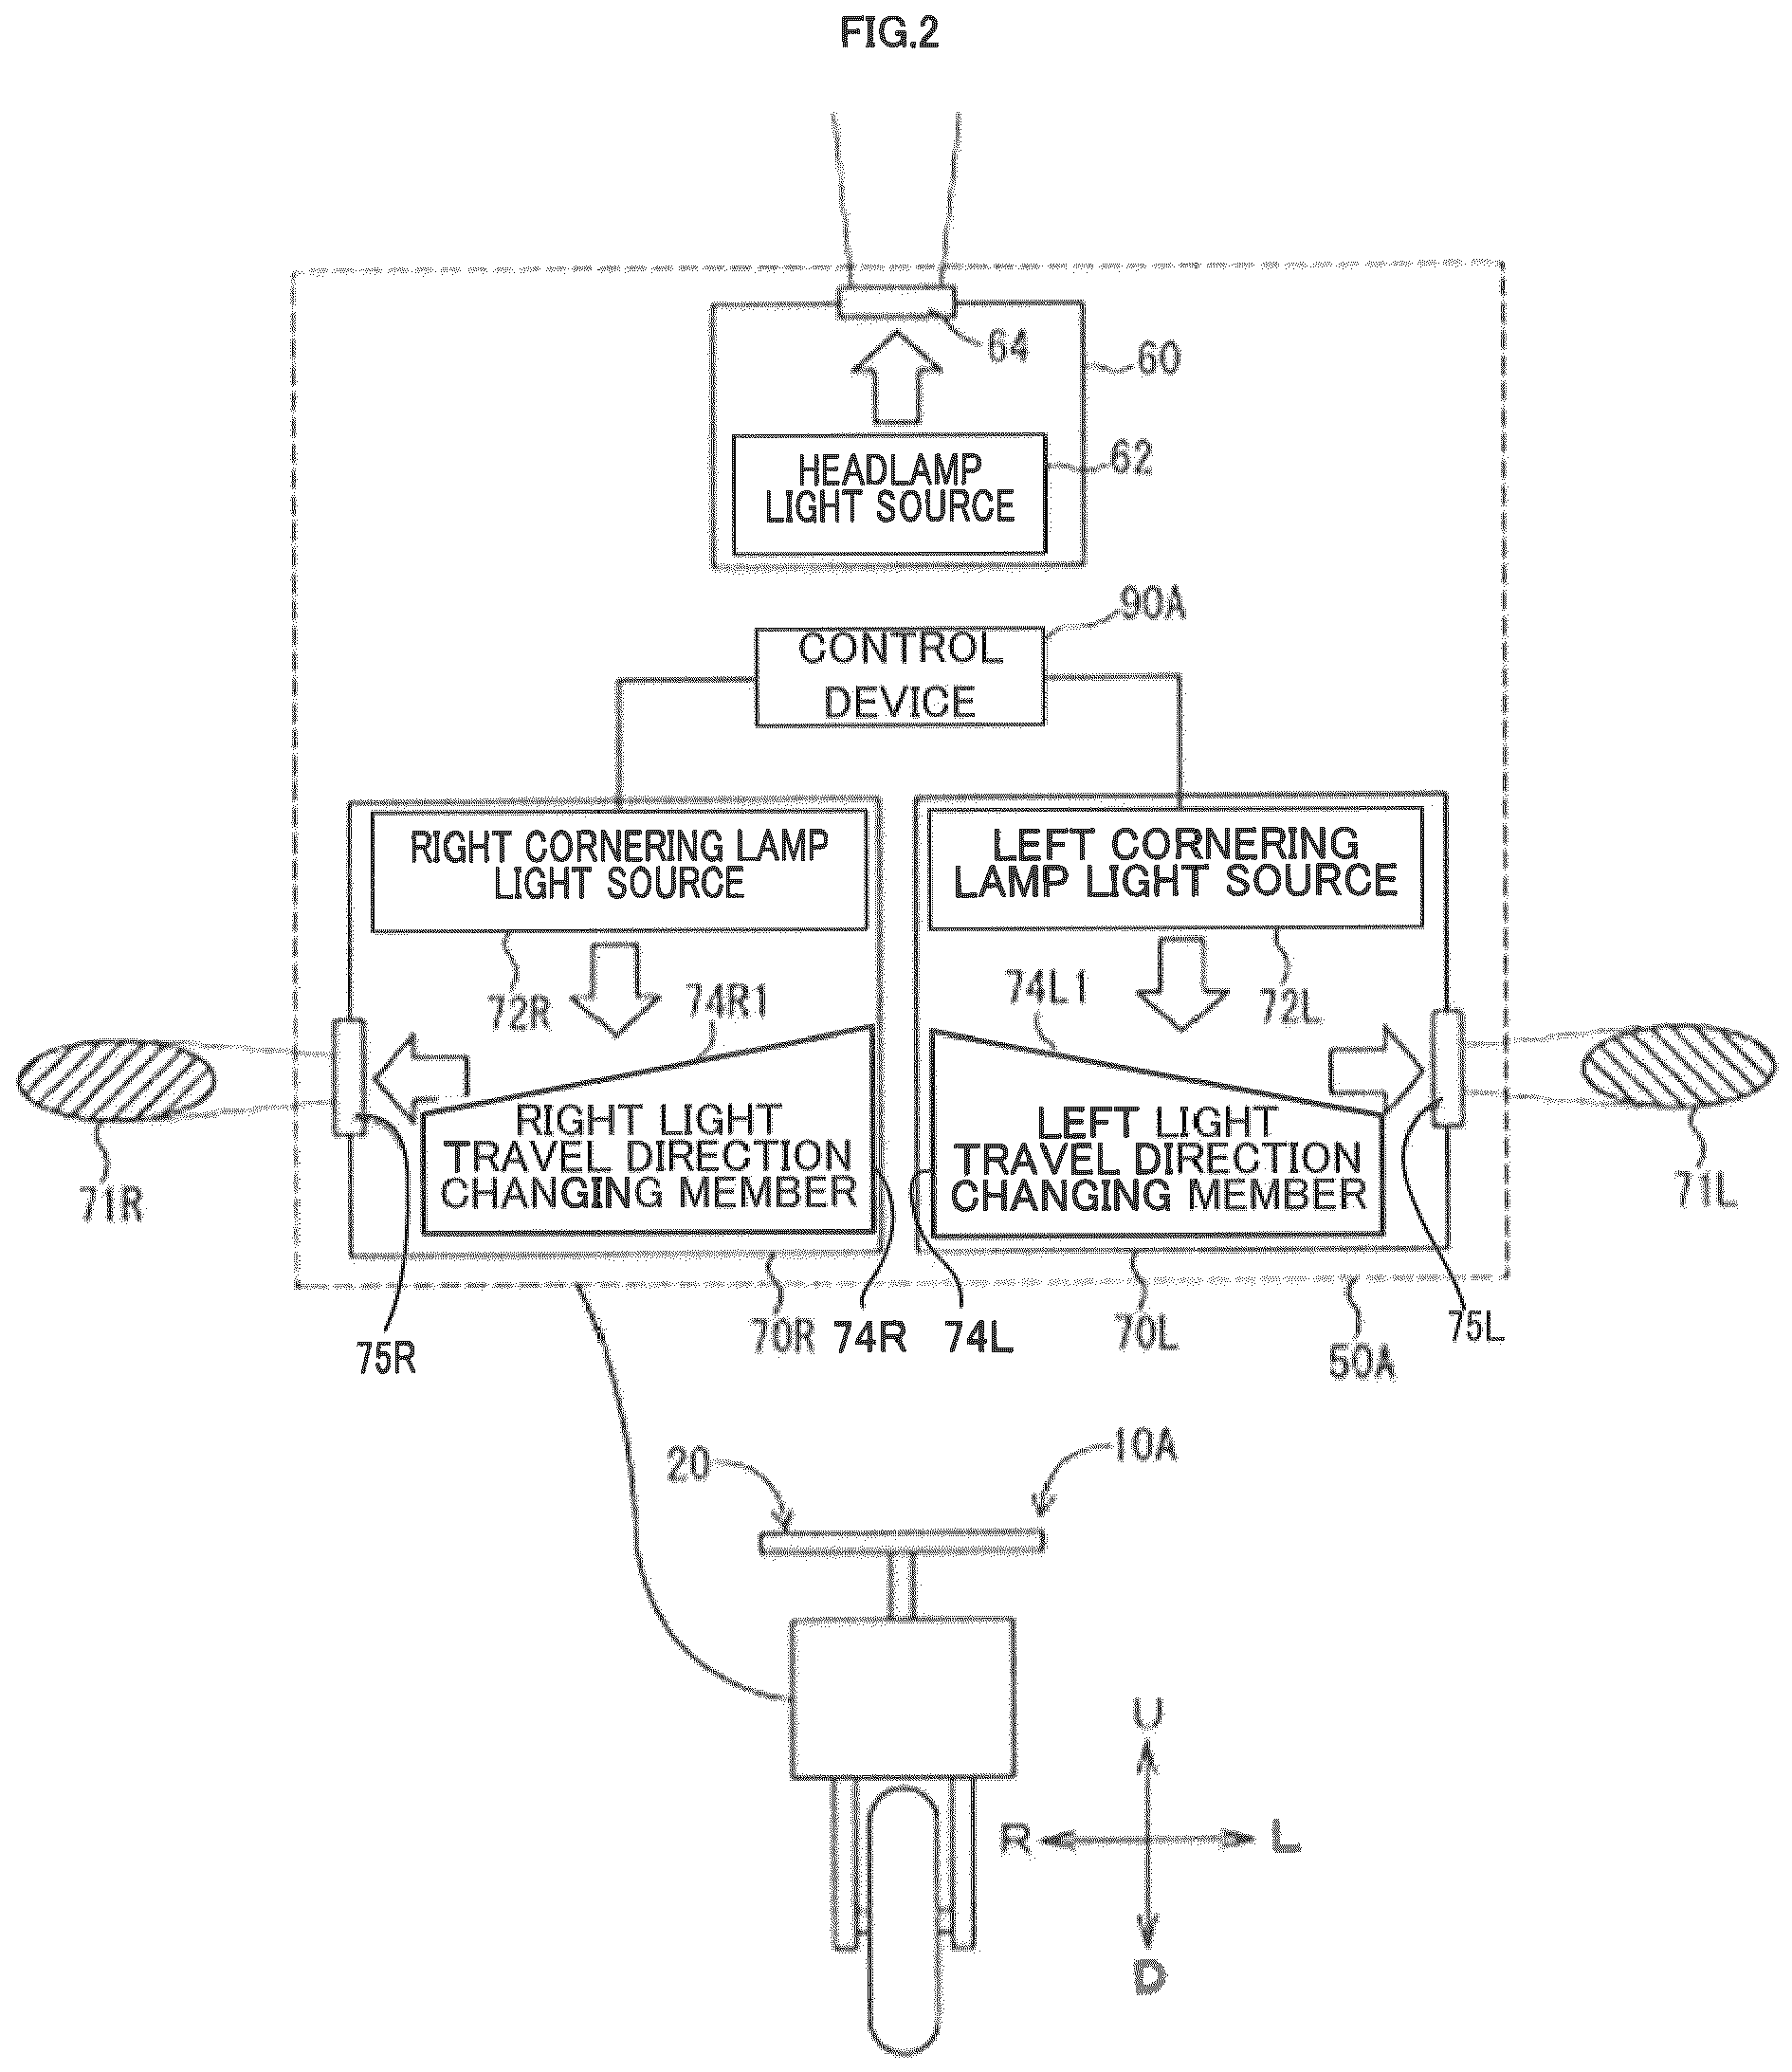 FIG.2
64
60
HEADLAMP
LIGHT SOURCE
62
90A
CONTROL
DEVICE
RIGHT CORNERING LAMP
LIGHT SOURCE
LEFT CORNERING
LAMP LIGHT SOURCE
72R
74R1
74L1
72L
RIGHT LIGHT
TRAVEL DIRECTION
CHANGING MEMBER
LEFT LIGHT
TRAVEL DIRECTION
CHANGING MEMBER
71R
71L
75R
70R
74R
74L
70L
50A
75L
20
10A
U
R
L
D